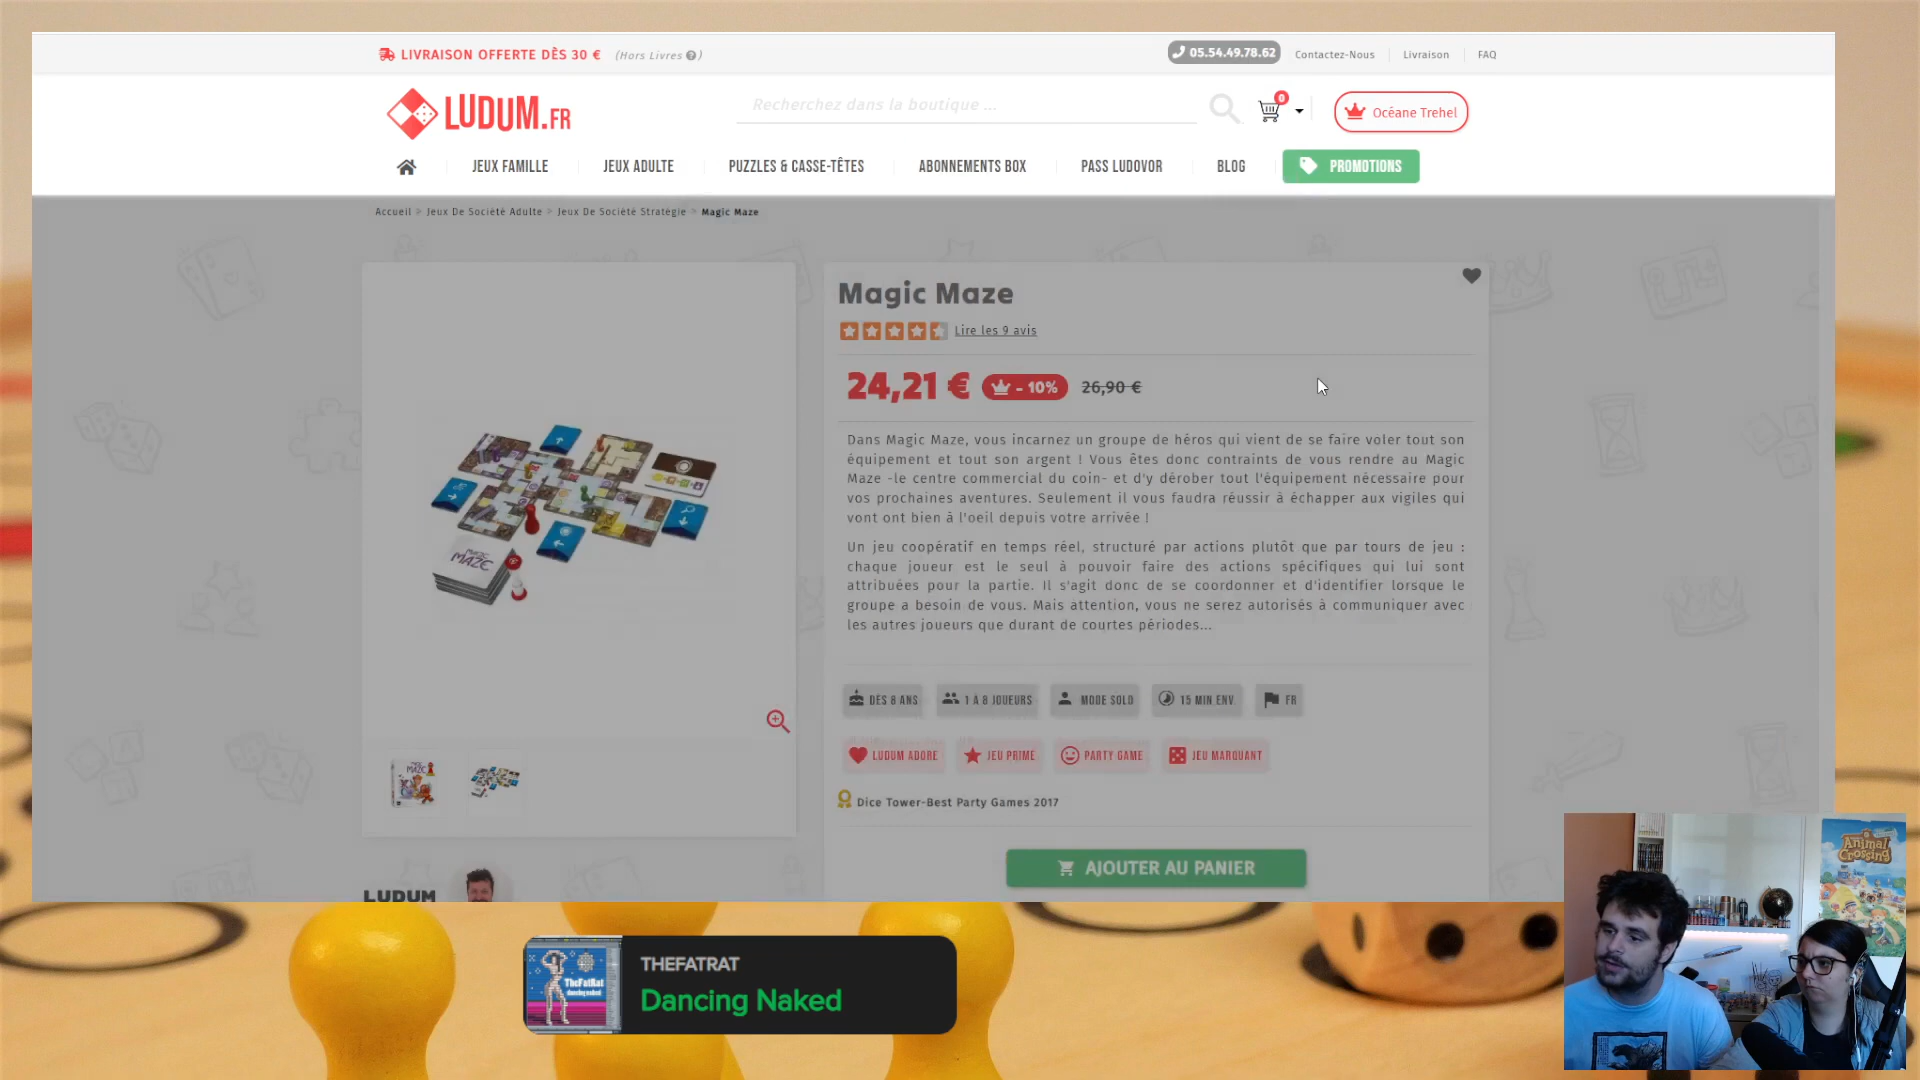 LIVRAISON OFFERTE DÈS 30 € (Hors Livres ?)
05.54.49.78.62 Contactez-Nous Livraison FAQ
LUDUM.FR
Recherchez dans la boutique ...
0
Océane Trehel
JEUX FAMILLE JEUX ADULTE PUZZLES & CASSE-TÊTES ABONNEMENTS BOX PASS LUDOVOR BLOG PROMOTIONS
Accueil > Jeux De Société Adulte > Jeux De Société Stratégie > Magic Maze
Magic Maze
Lire les 9 avis
24,21 € - 10% 26,90 €
Dans Magic Maze, vous incarnez un groupe de héros qui vient de se faire voler tout son
équipement et tout son argent ! Vous êtes donc contraints de vous rendre au Magic
Maze -le centre commercial du coin- et d'y dérober tout l'équipement nécessaire pour
vos prochaines aventures. Seulement il vous faudra réussir à échapper aux vigiles qui
vont ont bien à l'oeil depuis votre arrivée !
Un jeu coopératif en temps réel, structuré par actions plutôt que par tours de jeu :
chaque joueur est le seul à pouvoir faire des actions spécifiques qui lui sont
attribuées pour la partie. Il s'agit donc de se coordonner et d'identifier lorsque le
groupe a besoin de vous. Mais attention, vous ne serez autorisés à communiquer avec
les autres joueurs que durant de courtes périodes...
MAGIC
MAZE
DÈS 8 ANS 1 À 8 JOUEURS MODE SOLO 15 MIN ENV. FR
LUDUM ADORE JEU PRIMÉ PARTY GAME JEU MARQUANT
MAZE
Dice Tower-Best Party Games 2017
AJOUTER AU PANIER
LUDUM
Animal
Crossing
THEFATRAT
Dancing Naked
TheFatRat
dancing naked